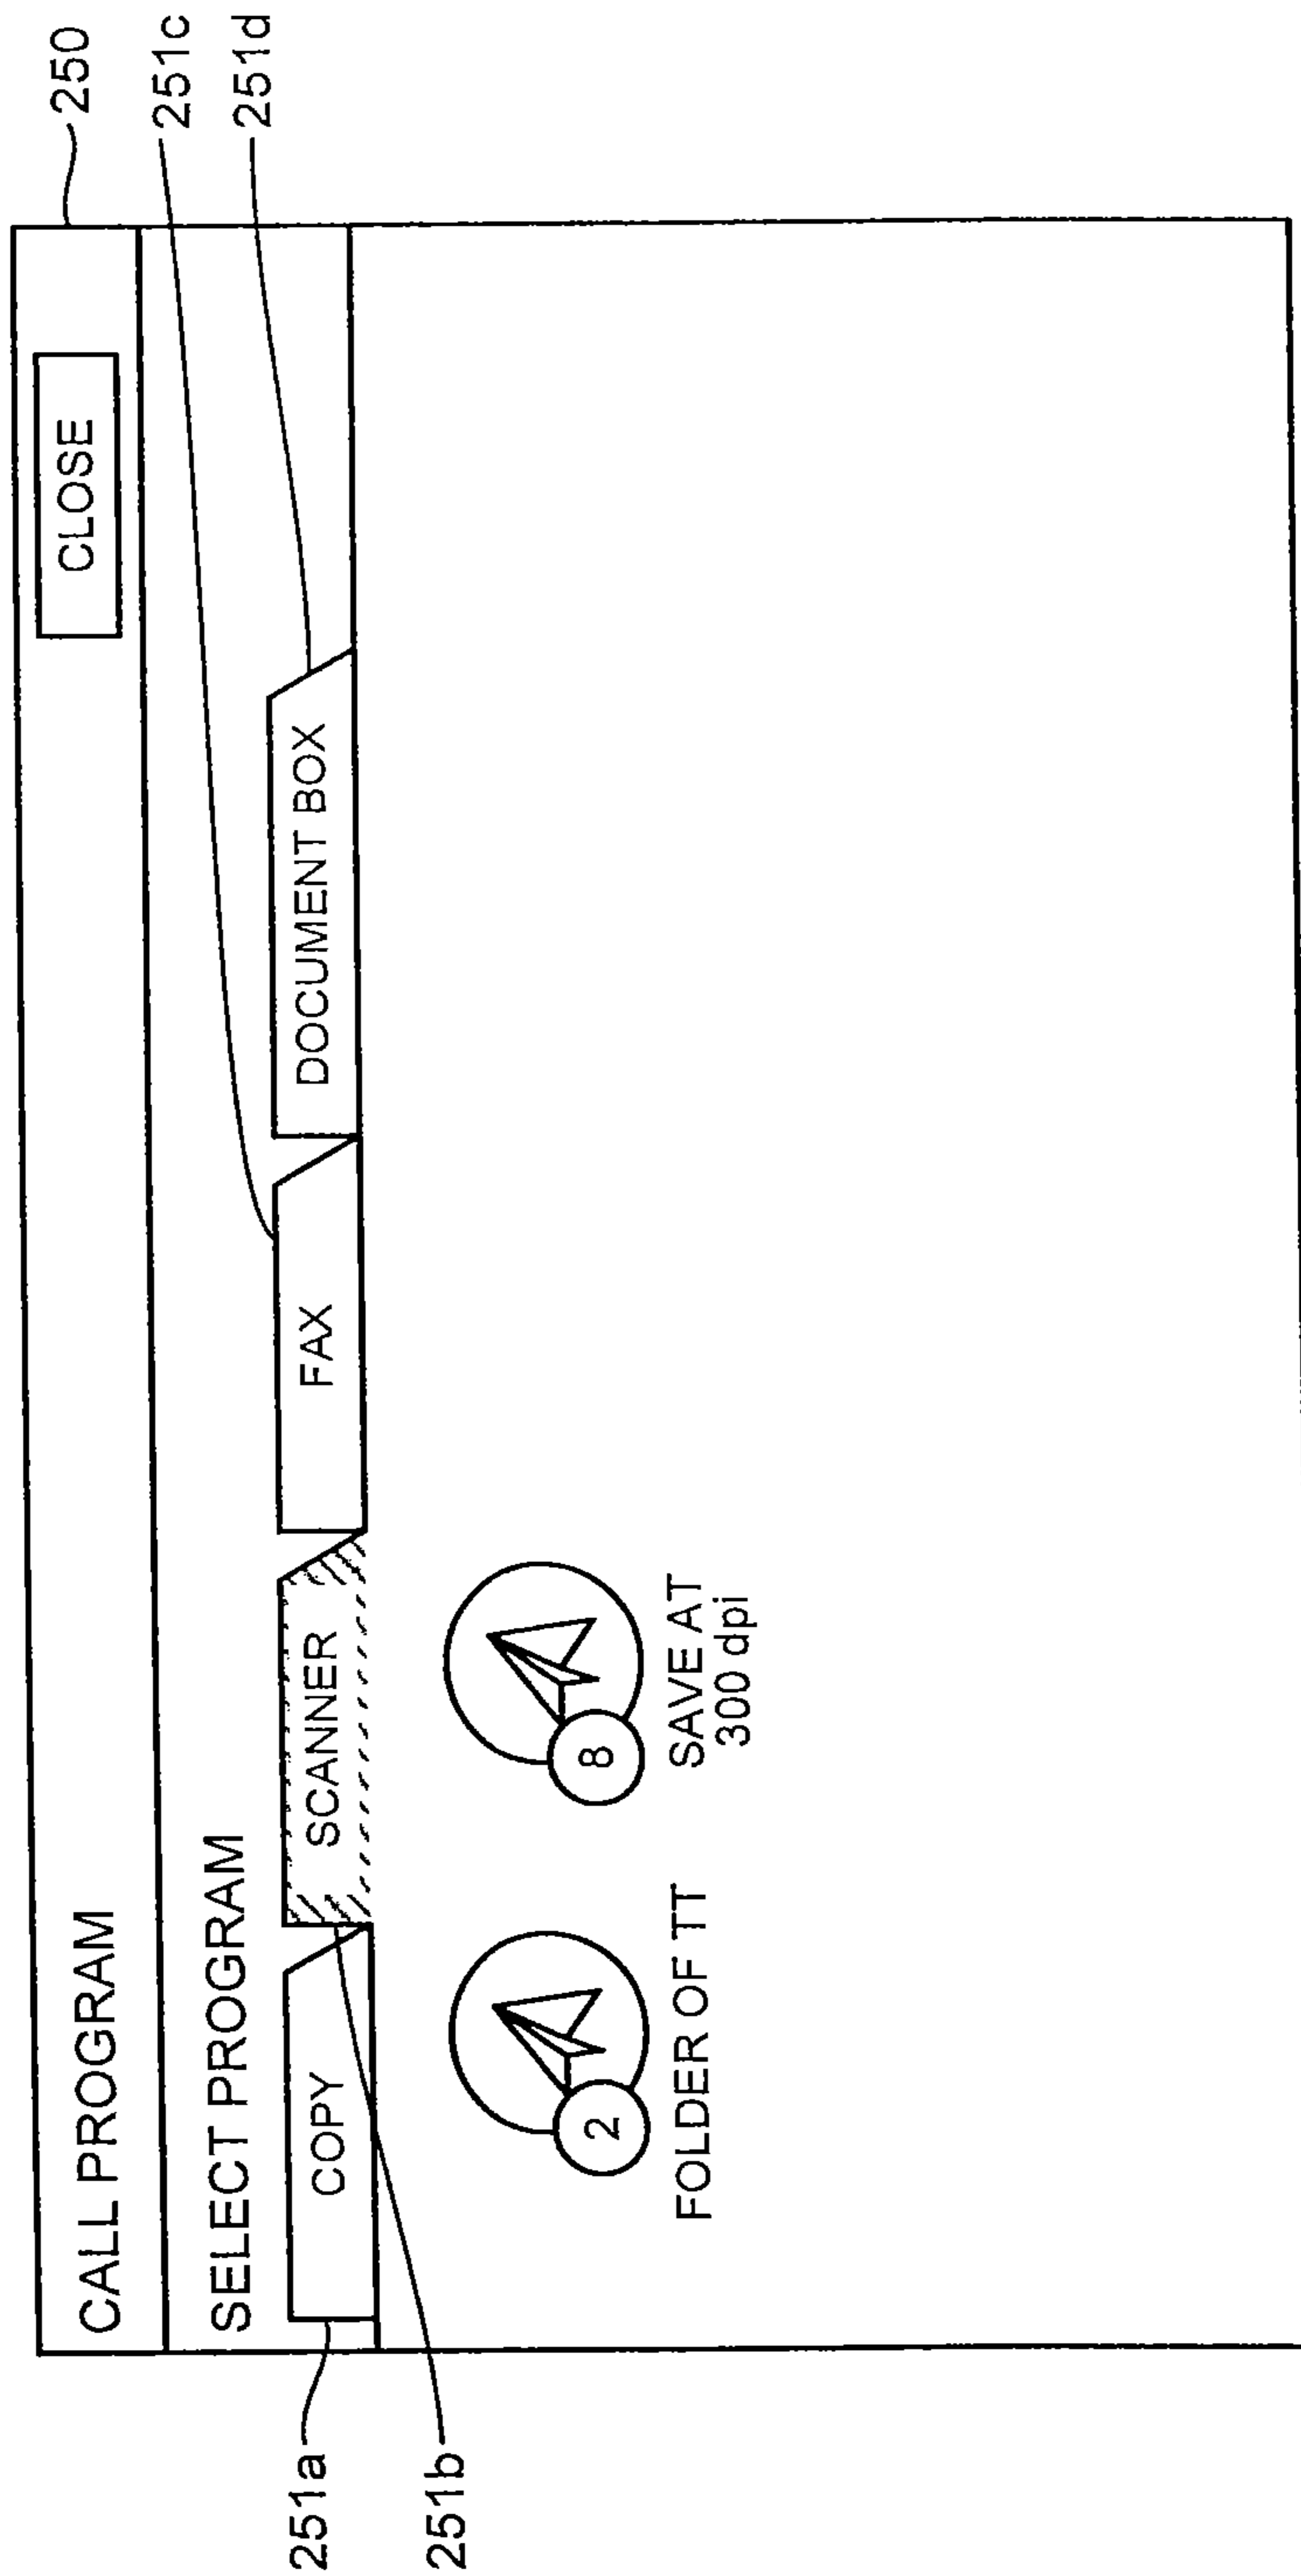 250
CALL PROGRAM
CLOSE
251c
251d
SELECT PROGRAM
COPY
SCANNER
FAX
DOCUMENT BOX
251a
251b
2
FOLDER OF TT
8
SAVE AT
300 dpi